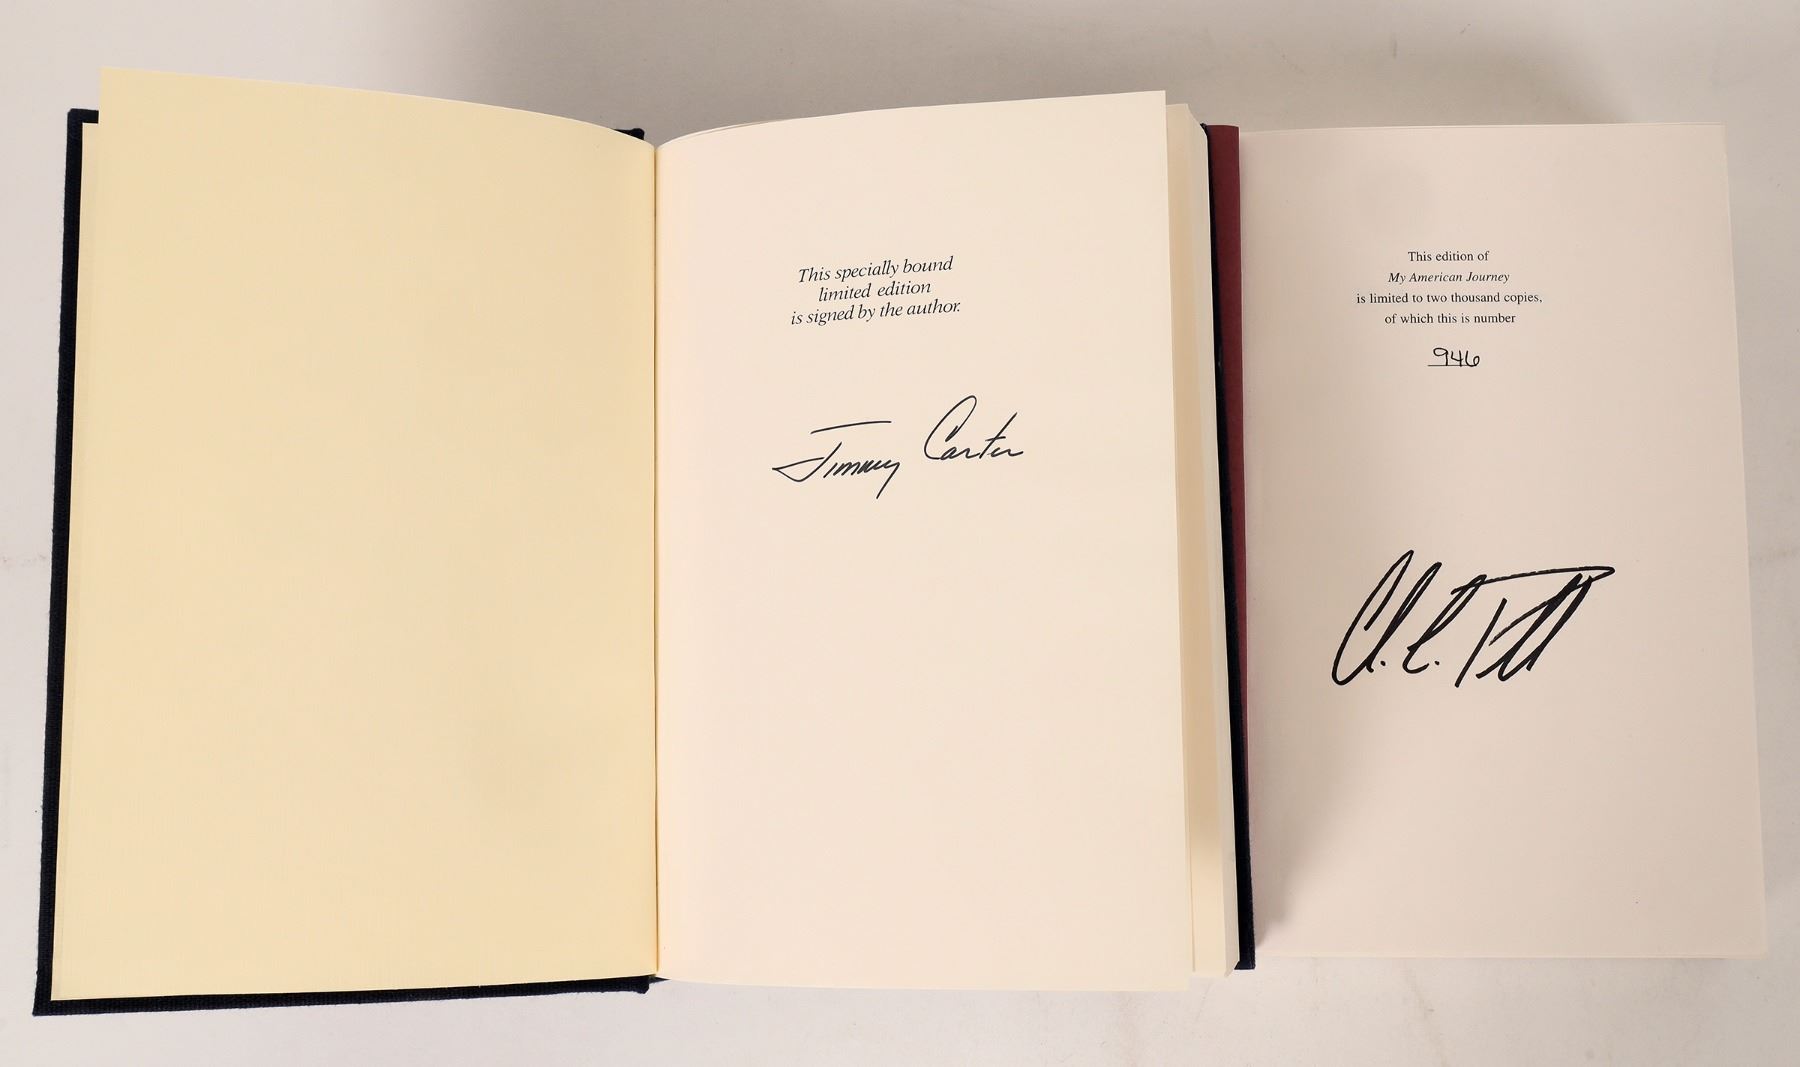 This specially bound
limited edition
is signed by the author.
Jimmy Carter
This edition of
My American Journey
is limited to two thousand copies,
of which this is number
946